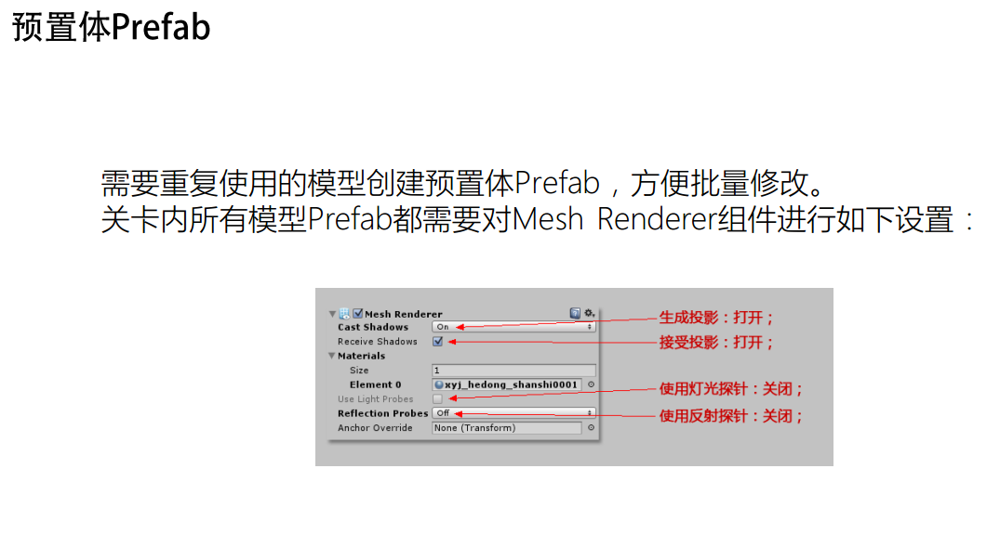 预置体Prefab
需要重复使用的模型创建预置体Prefab，方便批量修改。
关卡内所有模型Prefab都需要对Mesh Renderer组件进行如下设置：
Mesh Renderer
Cast Shadows On 生成投影：打开；
Receive Shadows 接受投影：打开；
Materials
Size 1
Element 0 xyj_hedong_shanshi0001
Use Light Probes 使用灯光探针：关闭；
Reflection Probes Off 使用反射探针：关闭；
Anchor Override None (Transform)